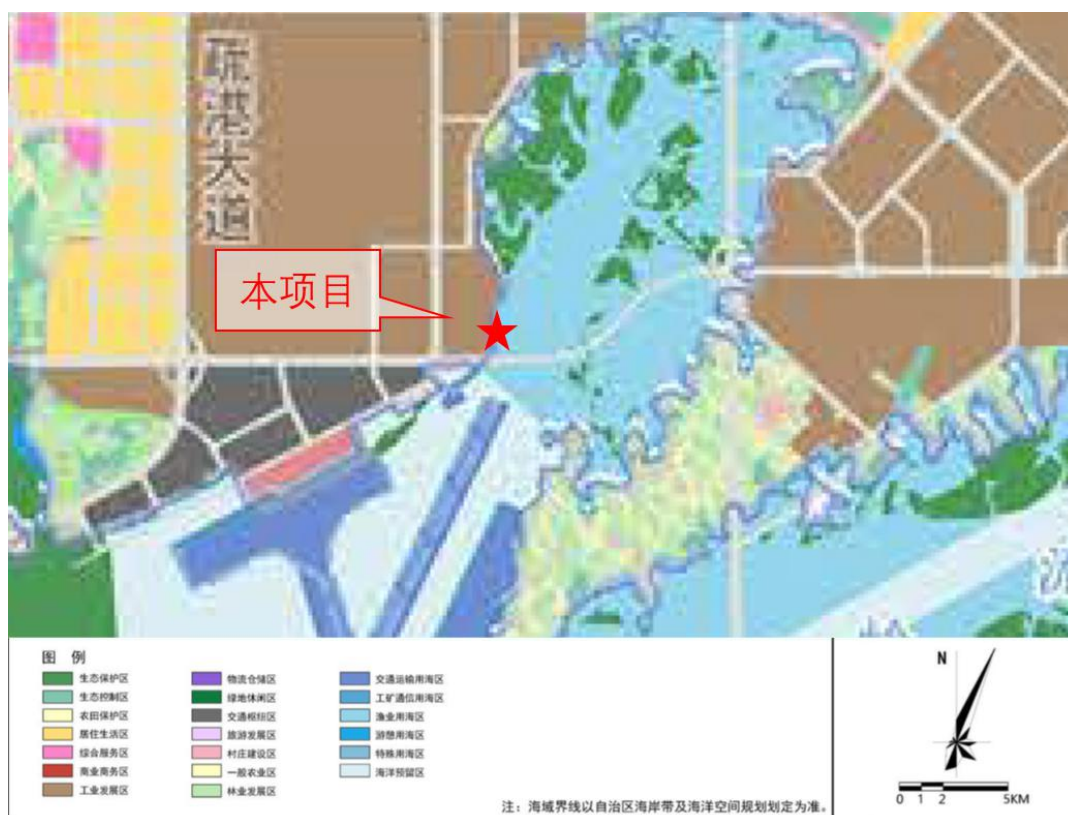 疏港大道
本项目
图 例
生态保护区
生态控制区
农田保护区
居住生活区
综合服务区
商业商务区
工业发展区
物流仓储区
绿地休闲区
交通枢纽区
旅游发展区
村庄建设区
一般农业区
林业发展区
交通运输用海区
工矿通信用海区
渔业用海区
游憩用海区
特殊用海区
海洋预留区
注：海域界线以自治区海岸带及海洋空间规划划定为准。
N
0 1 2 5KM